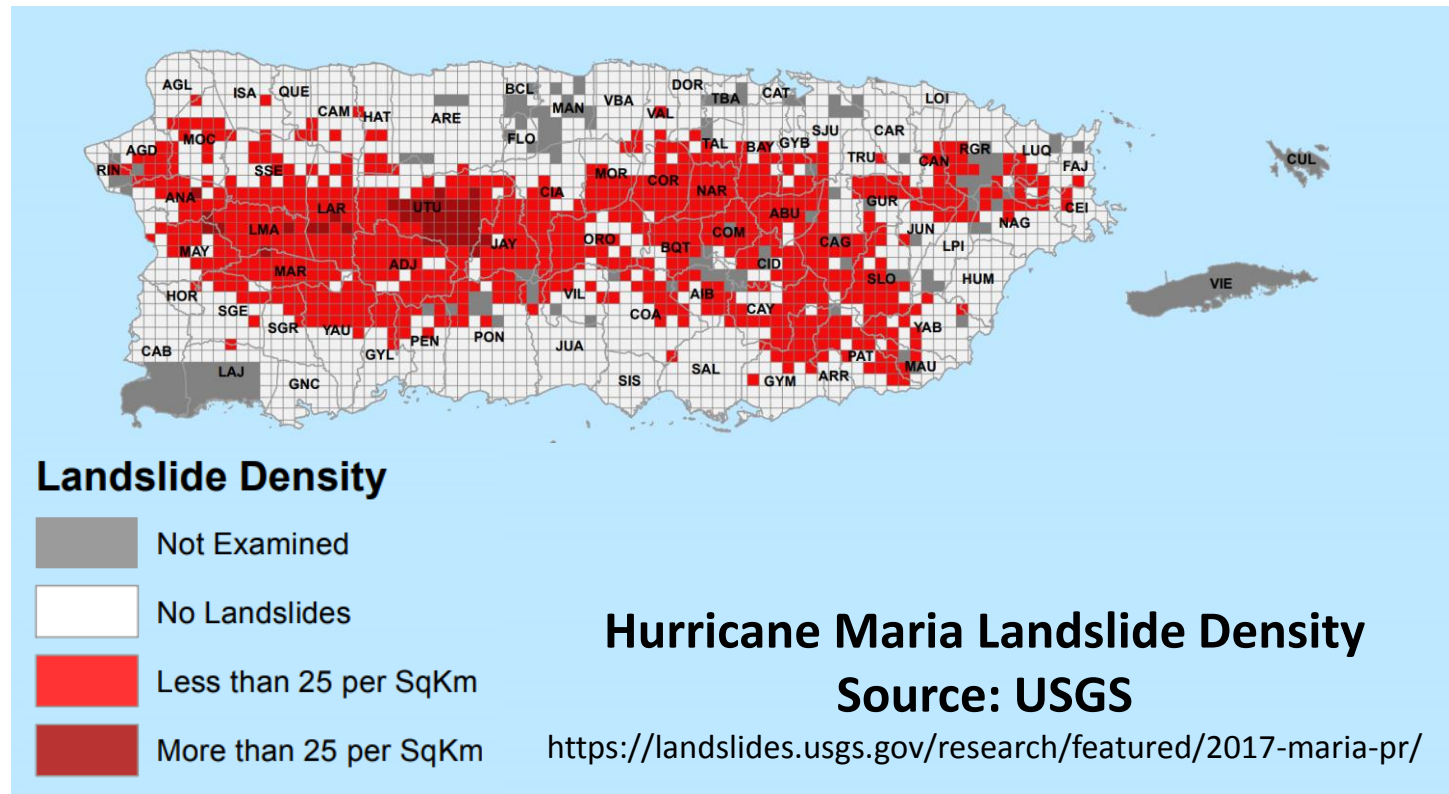 AGL
ISA
QUE
CAM
HAT
ARE
BCL
MAN
VBA
DOR
VAL
TBA
CAT
LOI
MOC
FLO
SJU
CAR
AGD
TAL
BAY
GYB
TRU
RGR
LUQ
CAN
FAJ
CUL
RIN
SSE
MOR
COR
NAR
ANA
LAR
UTU
CIA
ABU
GUR
CEI
LMA
NAG
MAY
JAY
ORO
BQT
COM
CAG
JUN
LPI
MAR
ADJ
CID
SLO
HUM
VIE
HOR
SGE
VIL
AIB
CAY
SGR
YAU
COA
YAB
CAB
GYL
PEN
PON
JUA
PAT
MAU
LAJ
GNC
SIS
SAL
GYM
ARR
Landslide Density
Not Examined
No Landslides
Less than 25 per SqKm
More than 25 per SqKm
Hurricane Maria Landslide Density
Source: USGS
https://landslides.usgs.gov/research/featured/2017-maria-pr/